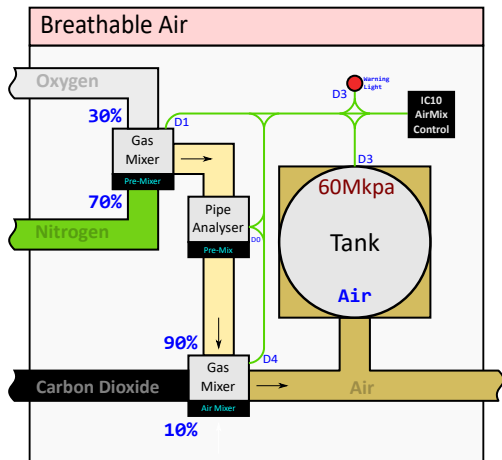 Breathable Air
Oxygen
30%
D1
Gas
Mixer
Pre-Mixer
70%
Nitrogen
Pipe
Analyser
Pre-Mix
D0
Warning
Light
D3
IC10
AirMix
Control
D3
60Mkpa
Tank
Air
90%
D4
Gas
Mixer
Air Mixer
Carbon Dioxide
10%
Air